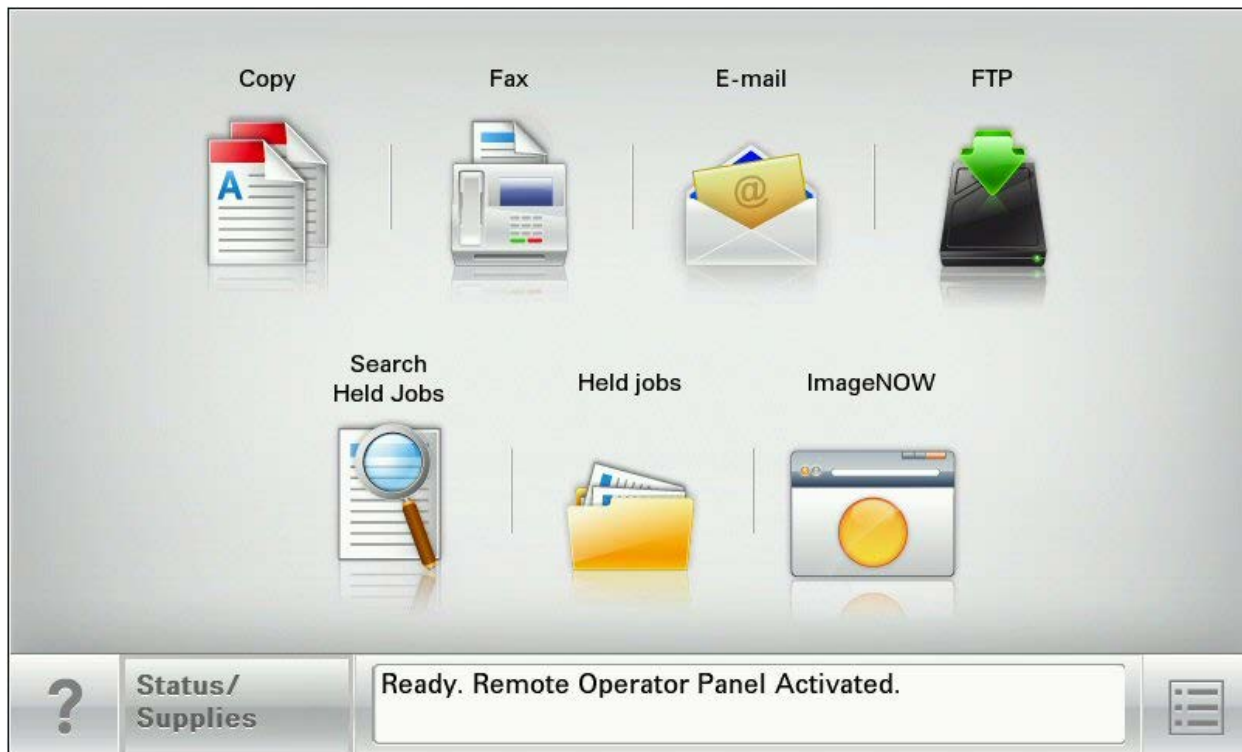 Copy
Fax
E-mail
FTP
A
@
Search
Held Jobs
Held jobs
ImageNOW
?
Status/
Supplies
Ready. Remote Operator Panel Activated.